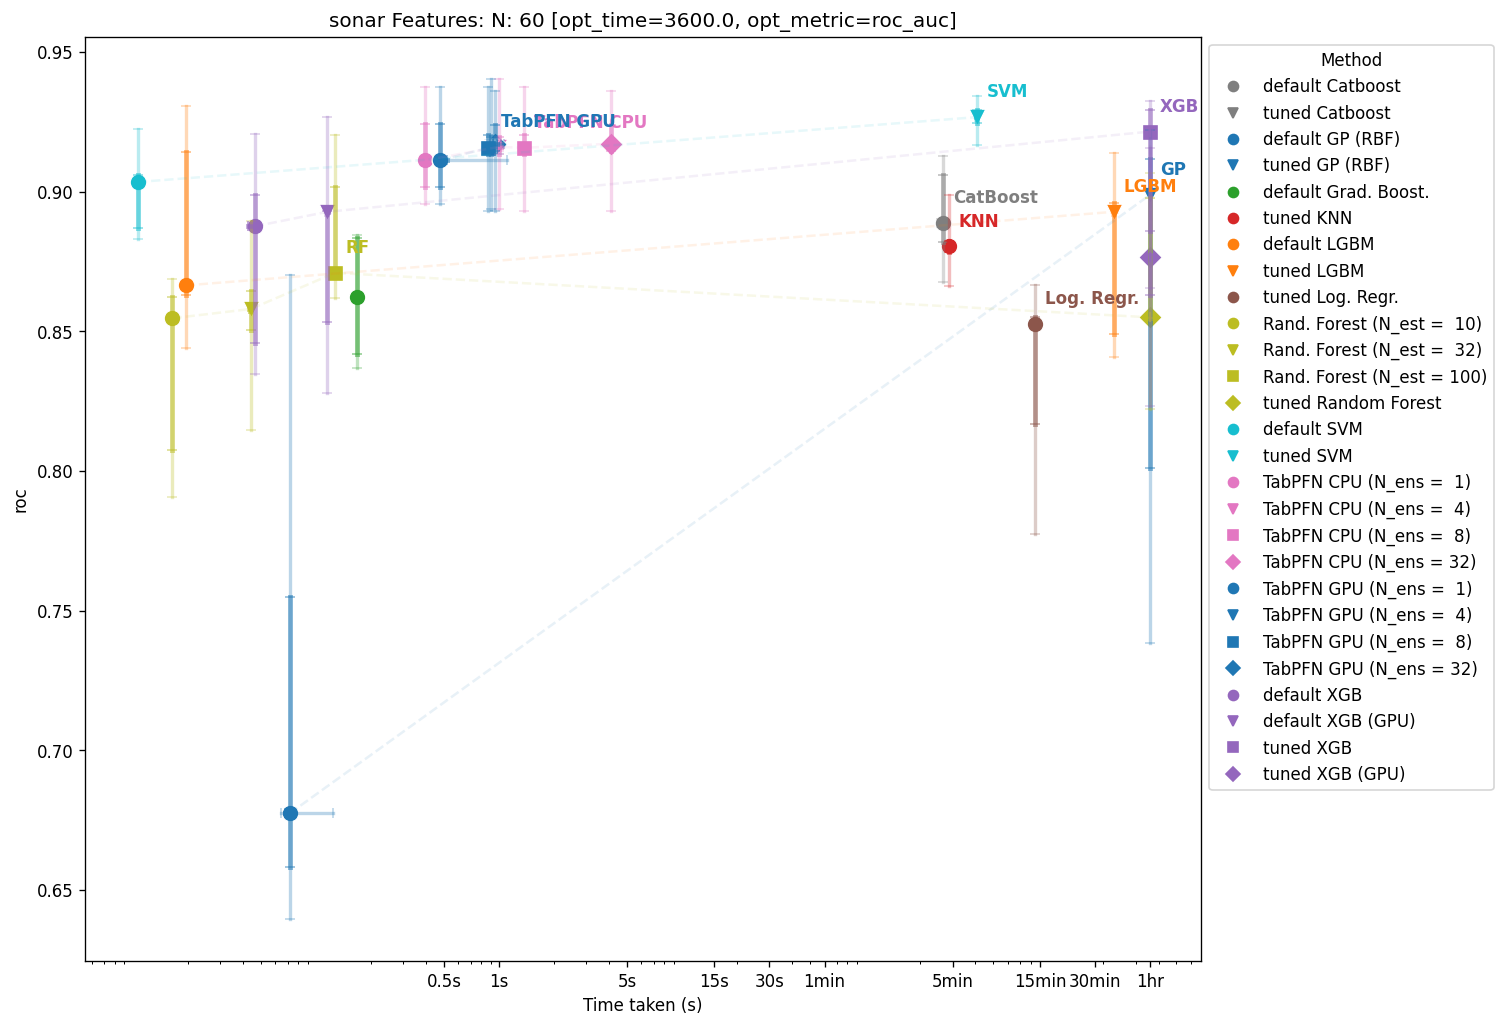 sonar Features: N: 60 [opt_time=3600.0, opt_metric=roc_auc]
0.95
0.90
0.85
0.80
0.75
0.70
0.65
roc
SVM
XGB
TabPFN GPU
TabPFN CPU
GP
LGBM
CatBoost
KNN
RF
Log. Regr.
0.5s
1s
5s
15s
30s
1min
5min
15min
30min
1hr
Time taken (s)
Method
default Catboost
tuned Catboost
default GP (RBF)
tuned GP (RBF)
default Grad. Boost.
tuned KNN
default LGBM
tuned LGBM
tuned Log. Regr.
Rand. Forest (N_est =  10)
Rand. Forest (N_est =  32)
Rand. Forest (N_est = 100)
tuned Random Forest
default SVM
tuned SVM
TabPFN CPU (N_ens =  1)
TabPFN CPU (N_ens =  4)
TabPFN CPU (N_ens =  8)
TabPFN CPU (N_ens = 32)
TabPFN GPU (N_ens =  1)
TabPFN GPU (N_ens =  4)
TabPFN GPU (N_ens =  8)
TabPFN GPU (N_ens = 32)
default XGB
default XGB (GPU)
tuned XGB
tuned XGB (GPU)